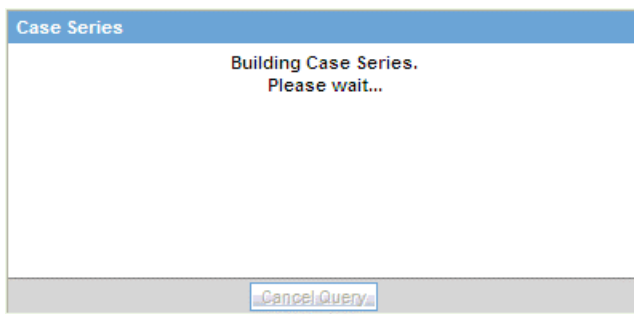 Case Series
Building Case Series.
Please wait...
Cancel Query